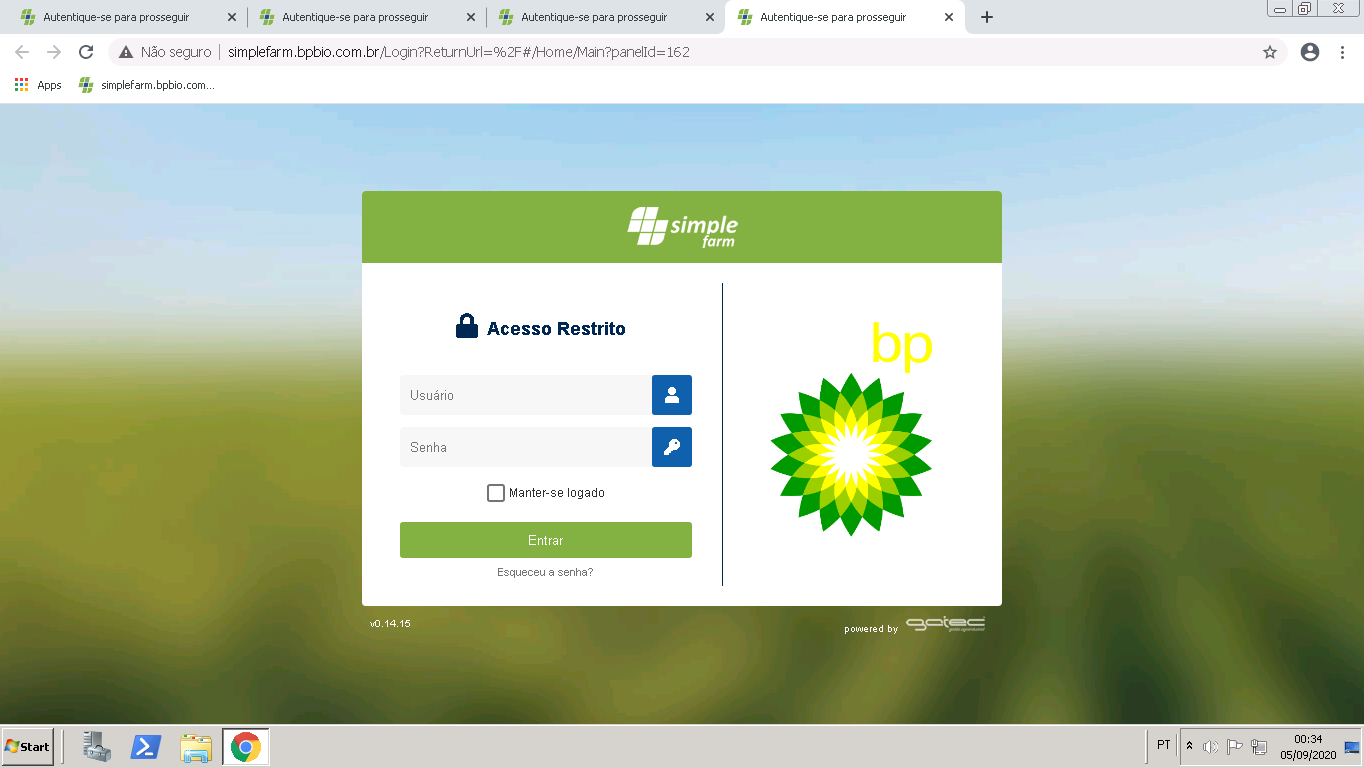 Autentique-se para prosseguir
Autentique-se para prosseguir
Autentique-se para prosseguir
Autentique-se para prosseguir
Não seguro
simplefarm.bpbio.com.br/Login?ReturnUrl=%2F#/Home/Main?panelId=162
Apps
simplefarm.bpbio.com...
simple
farm
Acesso Restrito
bp
Usuário
Senha
Manter-se logado
Entrar
Esqueceu a senha?
v0.14.15
powered by gatec
Start
PT
00:34
05/09/2020